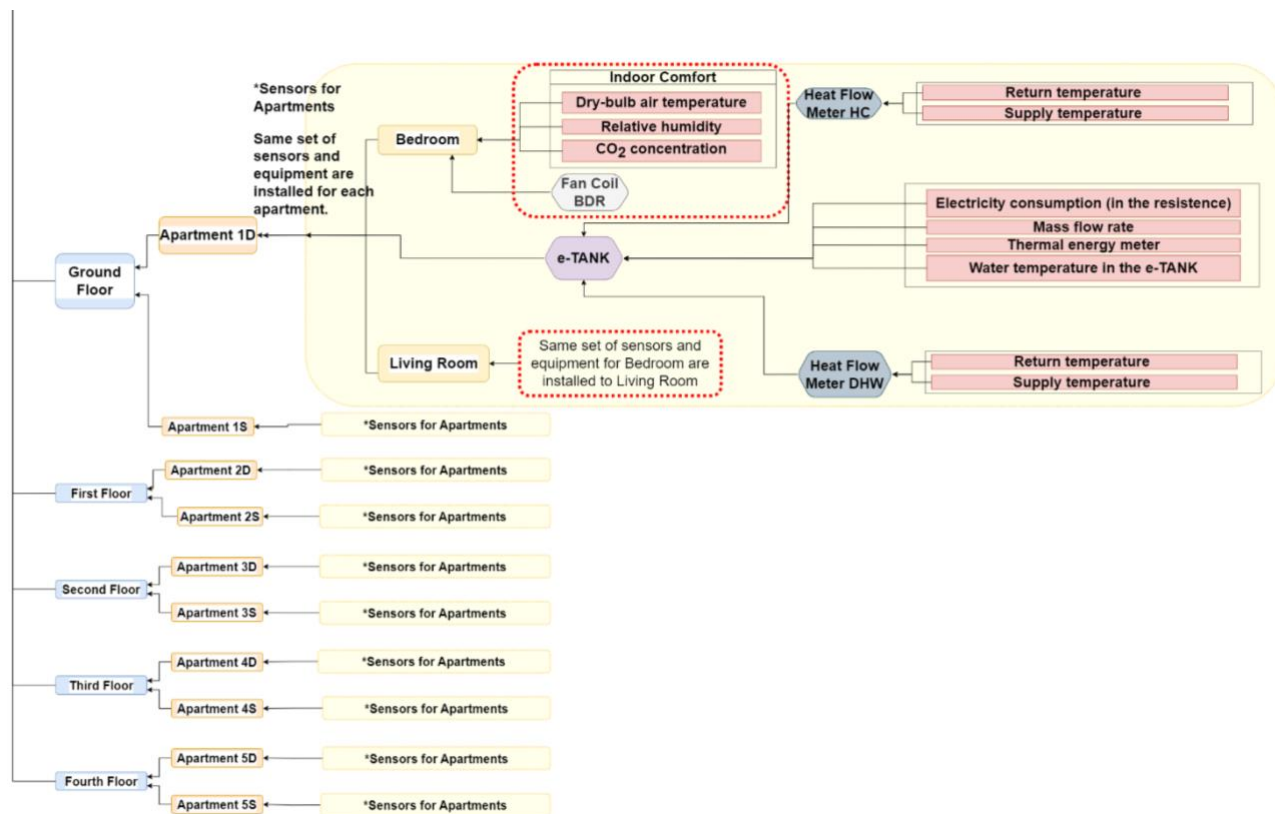 *Sensors for
Apartments
Same set of
sensors and
equipment are
installed for each
apartment.
Indoor Comfort
Dry-bulb air temperature
Relative humidity
CO₂ concentration
Bedroom
Fan Coil
BDR
Heat Flow
Meter HC
Return temperature
Supply temperature
Ground
Floor
Apartment 1D
e-TANK
Electricity consumption (in the resistence)
Mass flow rate
Thermal energy meter
Water temperature in the e-TANK
Living Room
Same set of sensors and
equipment for Bedroom are
installed to Living Room
Heat Flow
Meter DHW
Return temperature
Supply temperature
Apartment 1S
*Sensors for Apartments
First Floor
Apartment 2D
*Sensors for Apartments
Apartment 2S
*Sensors for Apartments
Second Floor
Apartment 3D
*Sensors for Apartments
Apartment 3S
*Sensors for Apartments
Third Floor
Apartment 4D
*Sensors for Apartments
Apartment 4S
*Sensors for Apartments
Fourth Floor
Apartment 5D
*Sensors for Apartments
Apartment 5S
*Sensors for Apartments